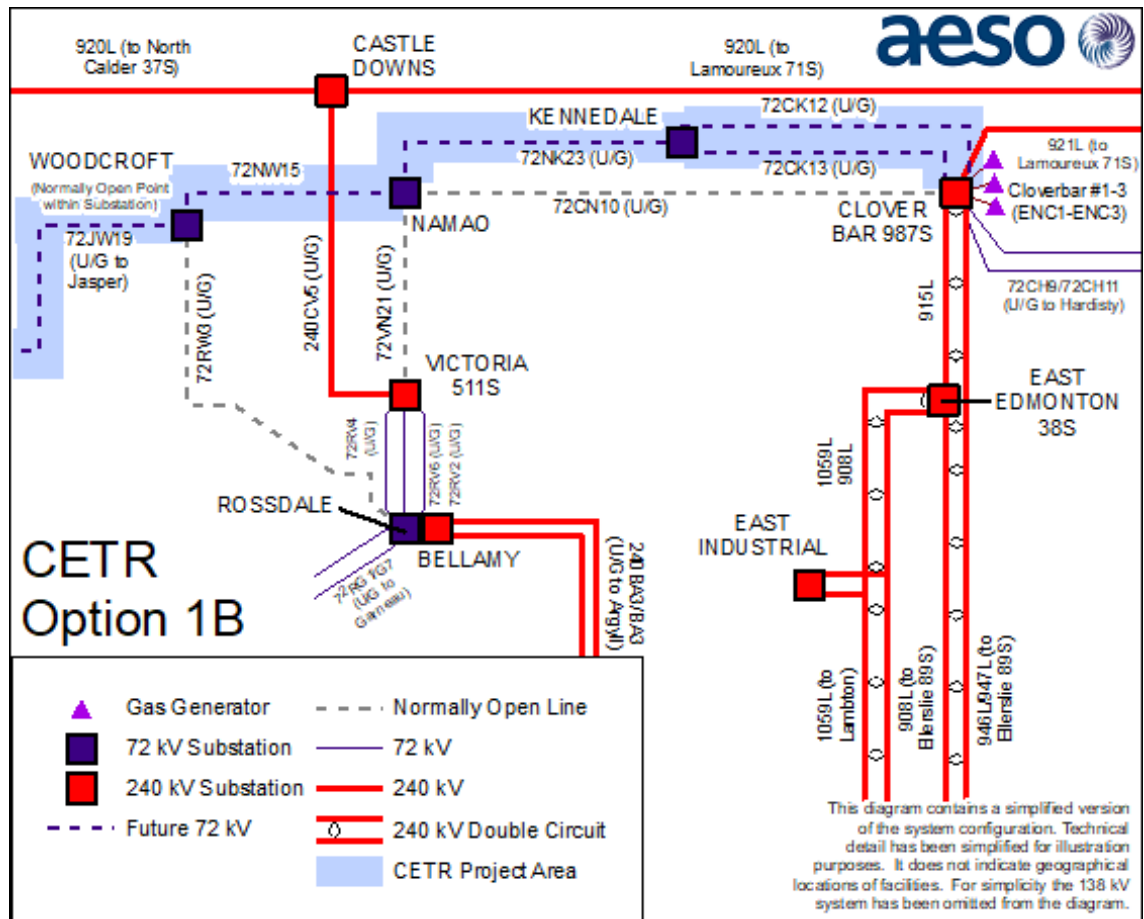 aeso
920L (to North
Calder 37S)
CASTLE
DOWNS
920L (to
Lamoureux 71S)
72CK12 (U/G)
KENNEDALE
WOODCROFT
(Normally Open Point
within Substation)
72NW15
72NK23 (U/G)
72CK13 (U/G)
921L (to
Lamoureux 71S)
Cloverbar #1-3
(ENC1-ENC3)
NAMAO
72CN10 (U/G)
CLOVER
BAR 987S
72JW19
(U/G to
Jasper)
72RW3 (U/G)
240CV5 (U/G)
72VN21 (U/G)
915L
72CH9/72CH11
(U/G to Hardisty)
VICTORIA
511S
EAST
EDMONTON
38S
72RV4
(U/G)
72RV6 (U/G)
72RV2 (U/G)
1059L
908L
ROSSDALE
BELLAMY
EAST
INDUSTRIAL
CETR
Option 1B
(U/G to
Garneau)
240 BA3/BA3
(U/G to Argyll)
1059L (to
Lambton)
908L (to
Ellerslie 89S)
946L/947L (to
Ellerslie 89S)
Gas Generator
Normally Open Line
72 kV Substation
72 kV
240 kV Substation
240 kV
Future 72 kV
240 kV Double Circuit
CETR Project Area
This diagram contains a simplified version
of the system configuration. Technical
detail has been simplified for illustration
purposes. It does not indicate geographical
locations of facilities. For simplicity the 138 kV
system has been omitted from the diagram.